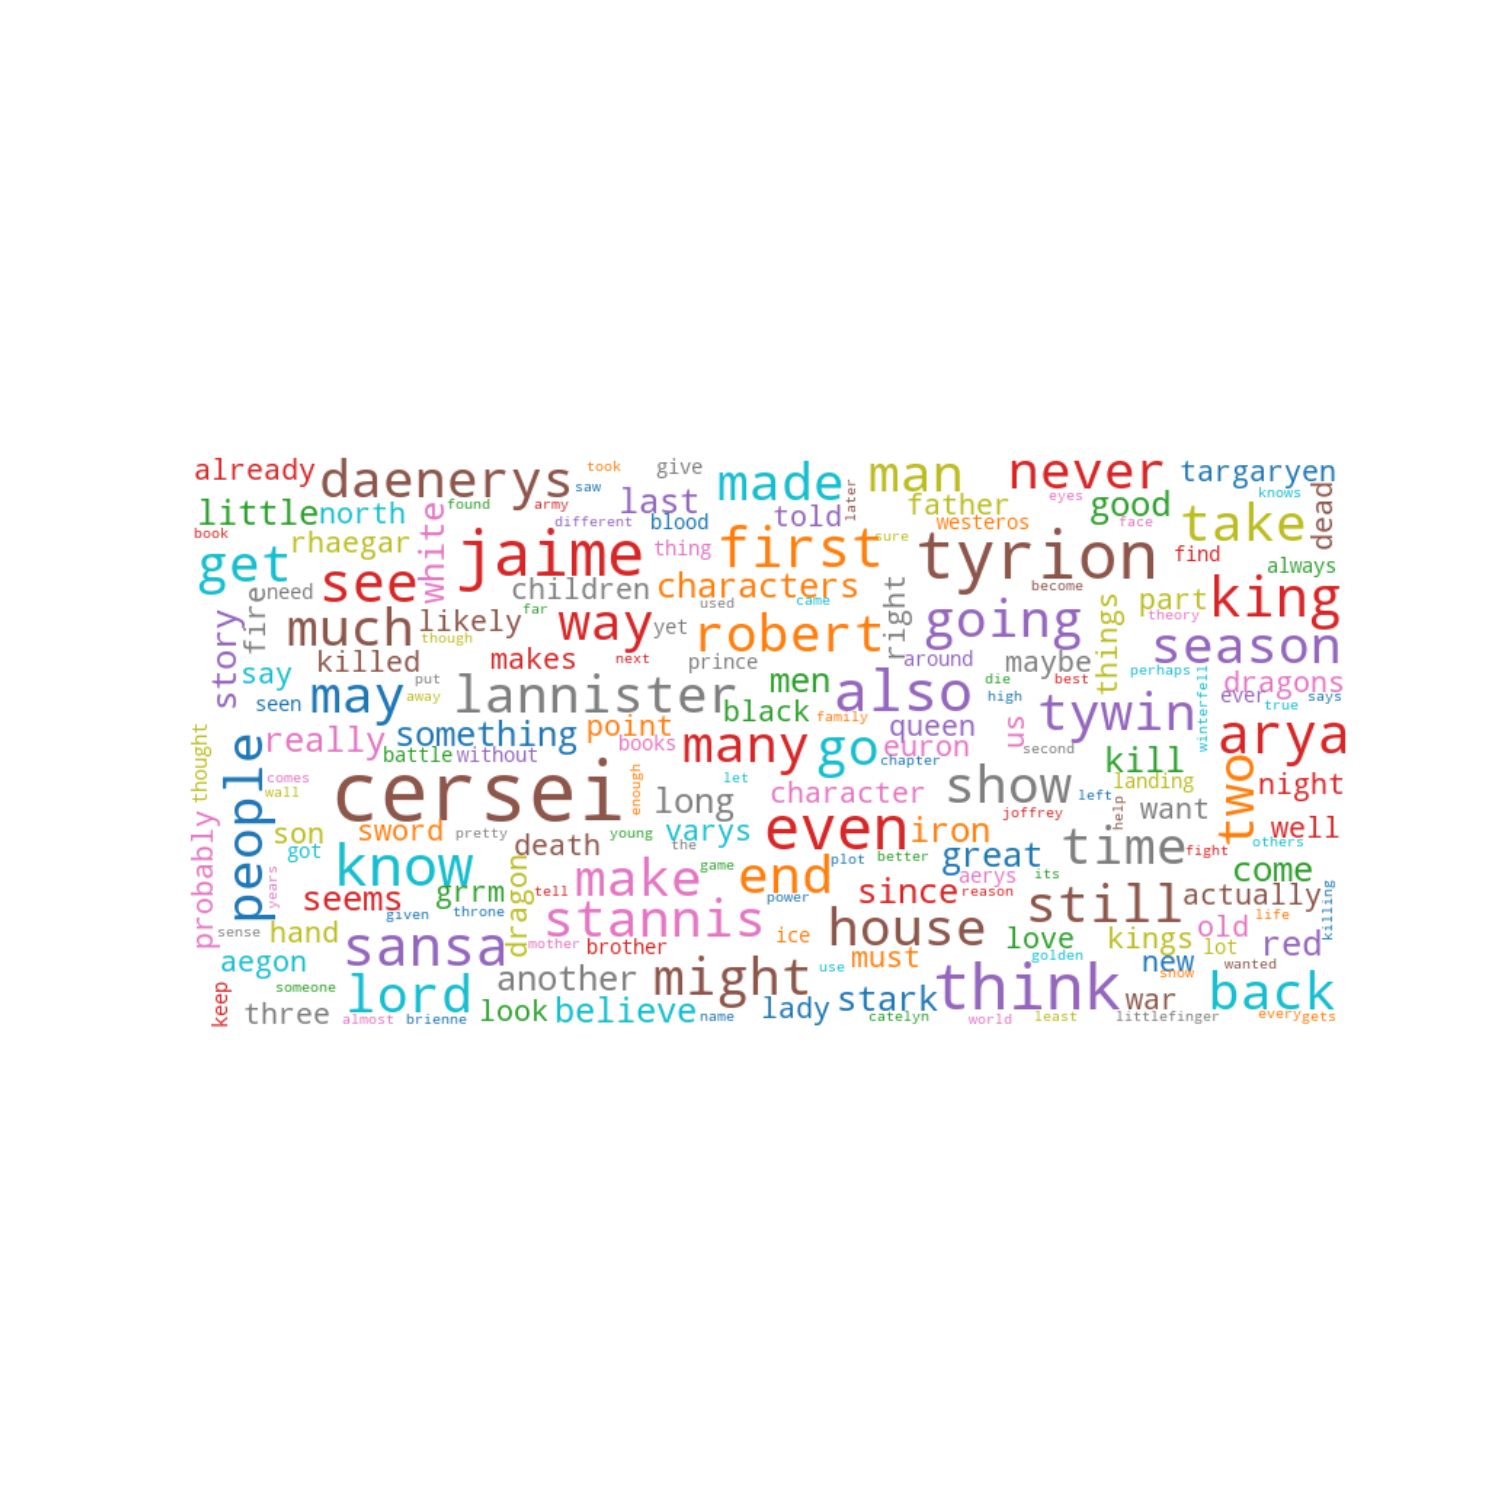 already daenerys took give made man never targaryen
saw knows
little north found army last told later father eyes good dead
book different blood westeros face take
rhaegar white jaime thing first sure tyrion find always
get see children characters become king
need fire used came right going things part
story much likely far though way yet robert theory season
killed makes next prince around maybe perhaps
say put men also die best dragons
seen may away lannister black high winterfell ever true says
family queen tywin
something point us arya
thought people really battle without books many go euron chapter second kill
comes cersei enough let character show landing two night
wall long left help want
son sword pretty young varys even iron joffrey well
probably got death the time fight others
know game end plot better great come
years seems grrm dragon make aerys its
given throne tell stannis power since reason still actually killing
sense hand sansa mother brother ice house love kings old life
golden lot red
aegon another might use must new wanted
someone think show back
keep three lord look believe lady stark war
almost brienne name catelyn world least littlefinger every gets